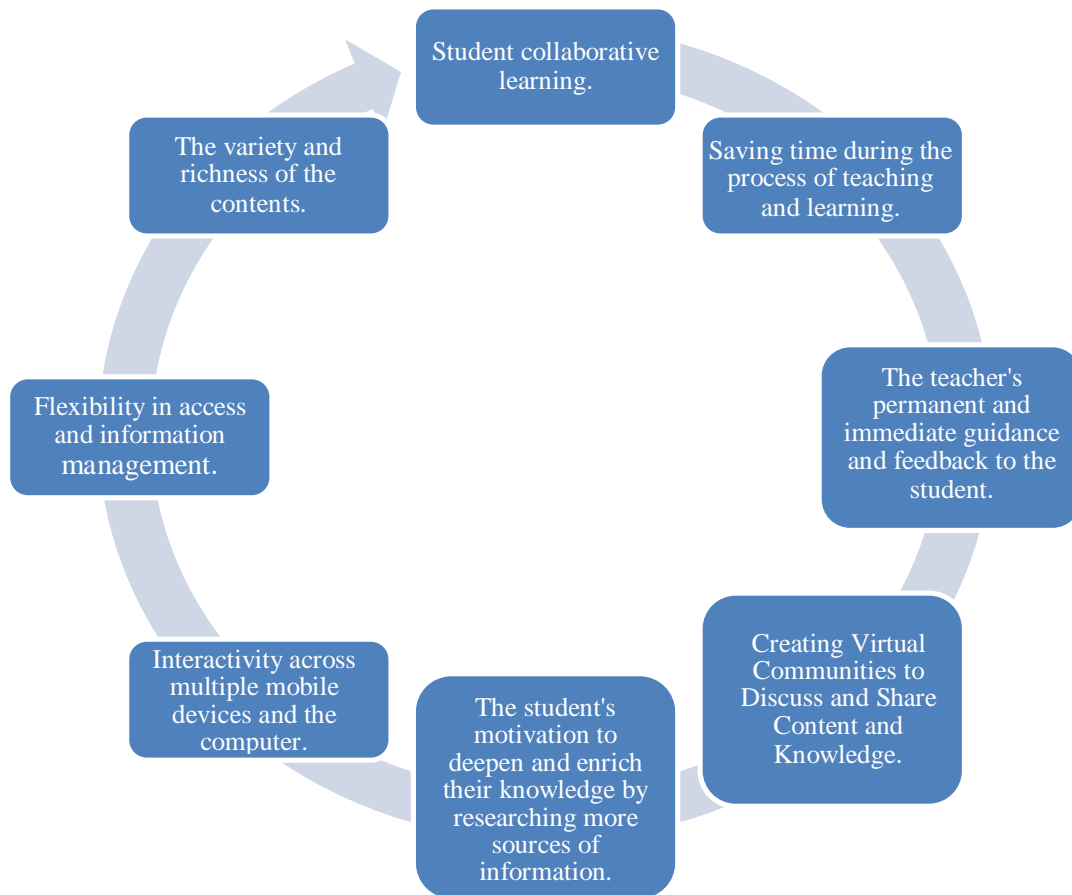 Student collaborative
learning.
Saving time during the
process of teaching
and learning.
The teacher's
permanent and
immediate guidance
and feedback to the
student.
Creating Virtual
Communities to
Discuss and Share
Content and
Knowledge.
The student's
motivation to
deepen and enrich
their knowledge by
researching more
sources of
information.
Interactivity across
multiple mobile
devices and the
computer.
Flexibility in access
and information
management.
The variety and
richness of the
contents.